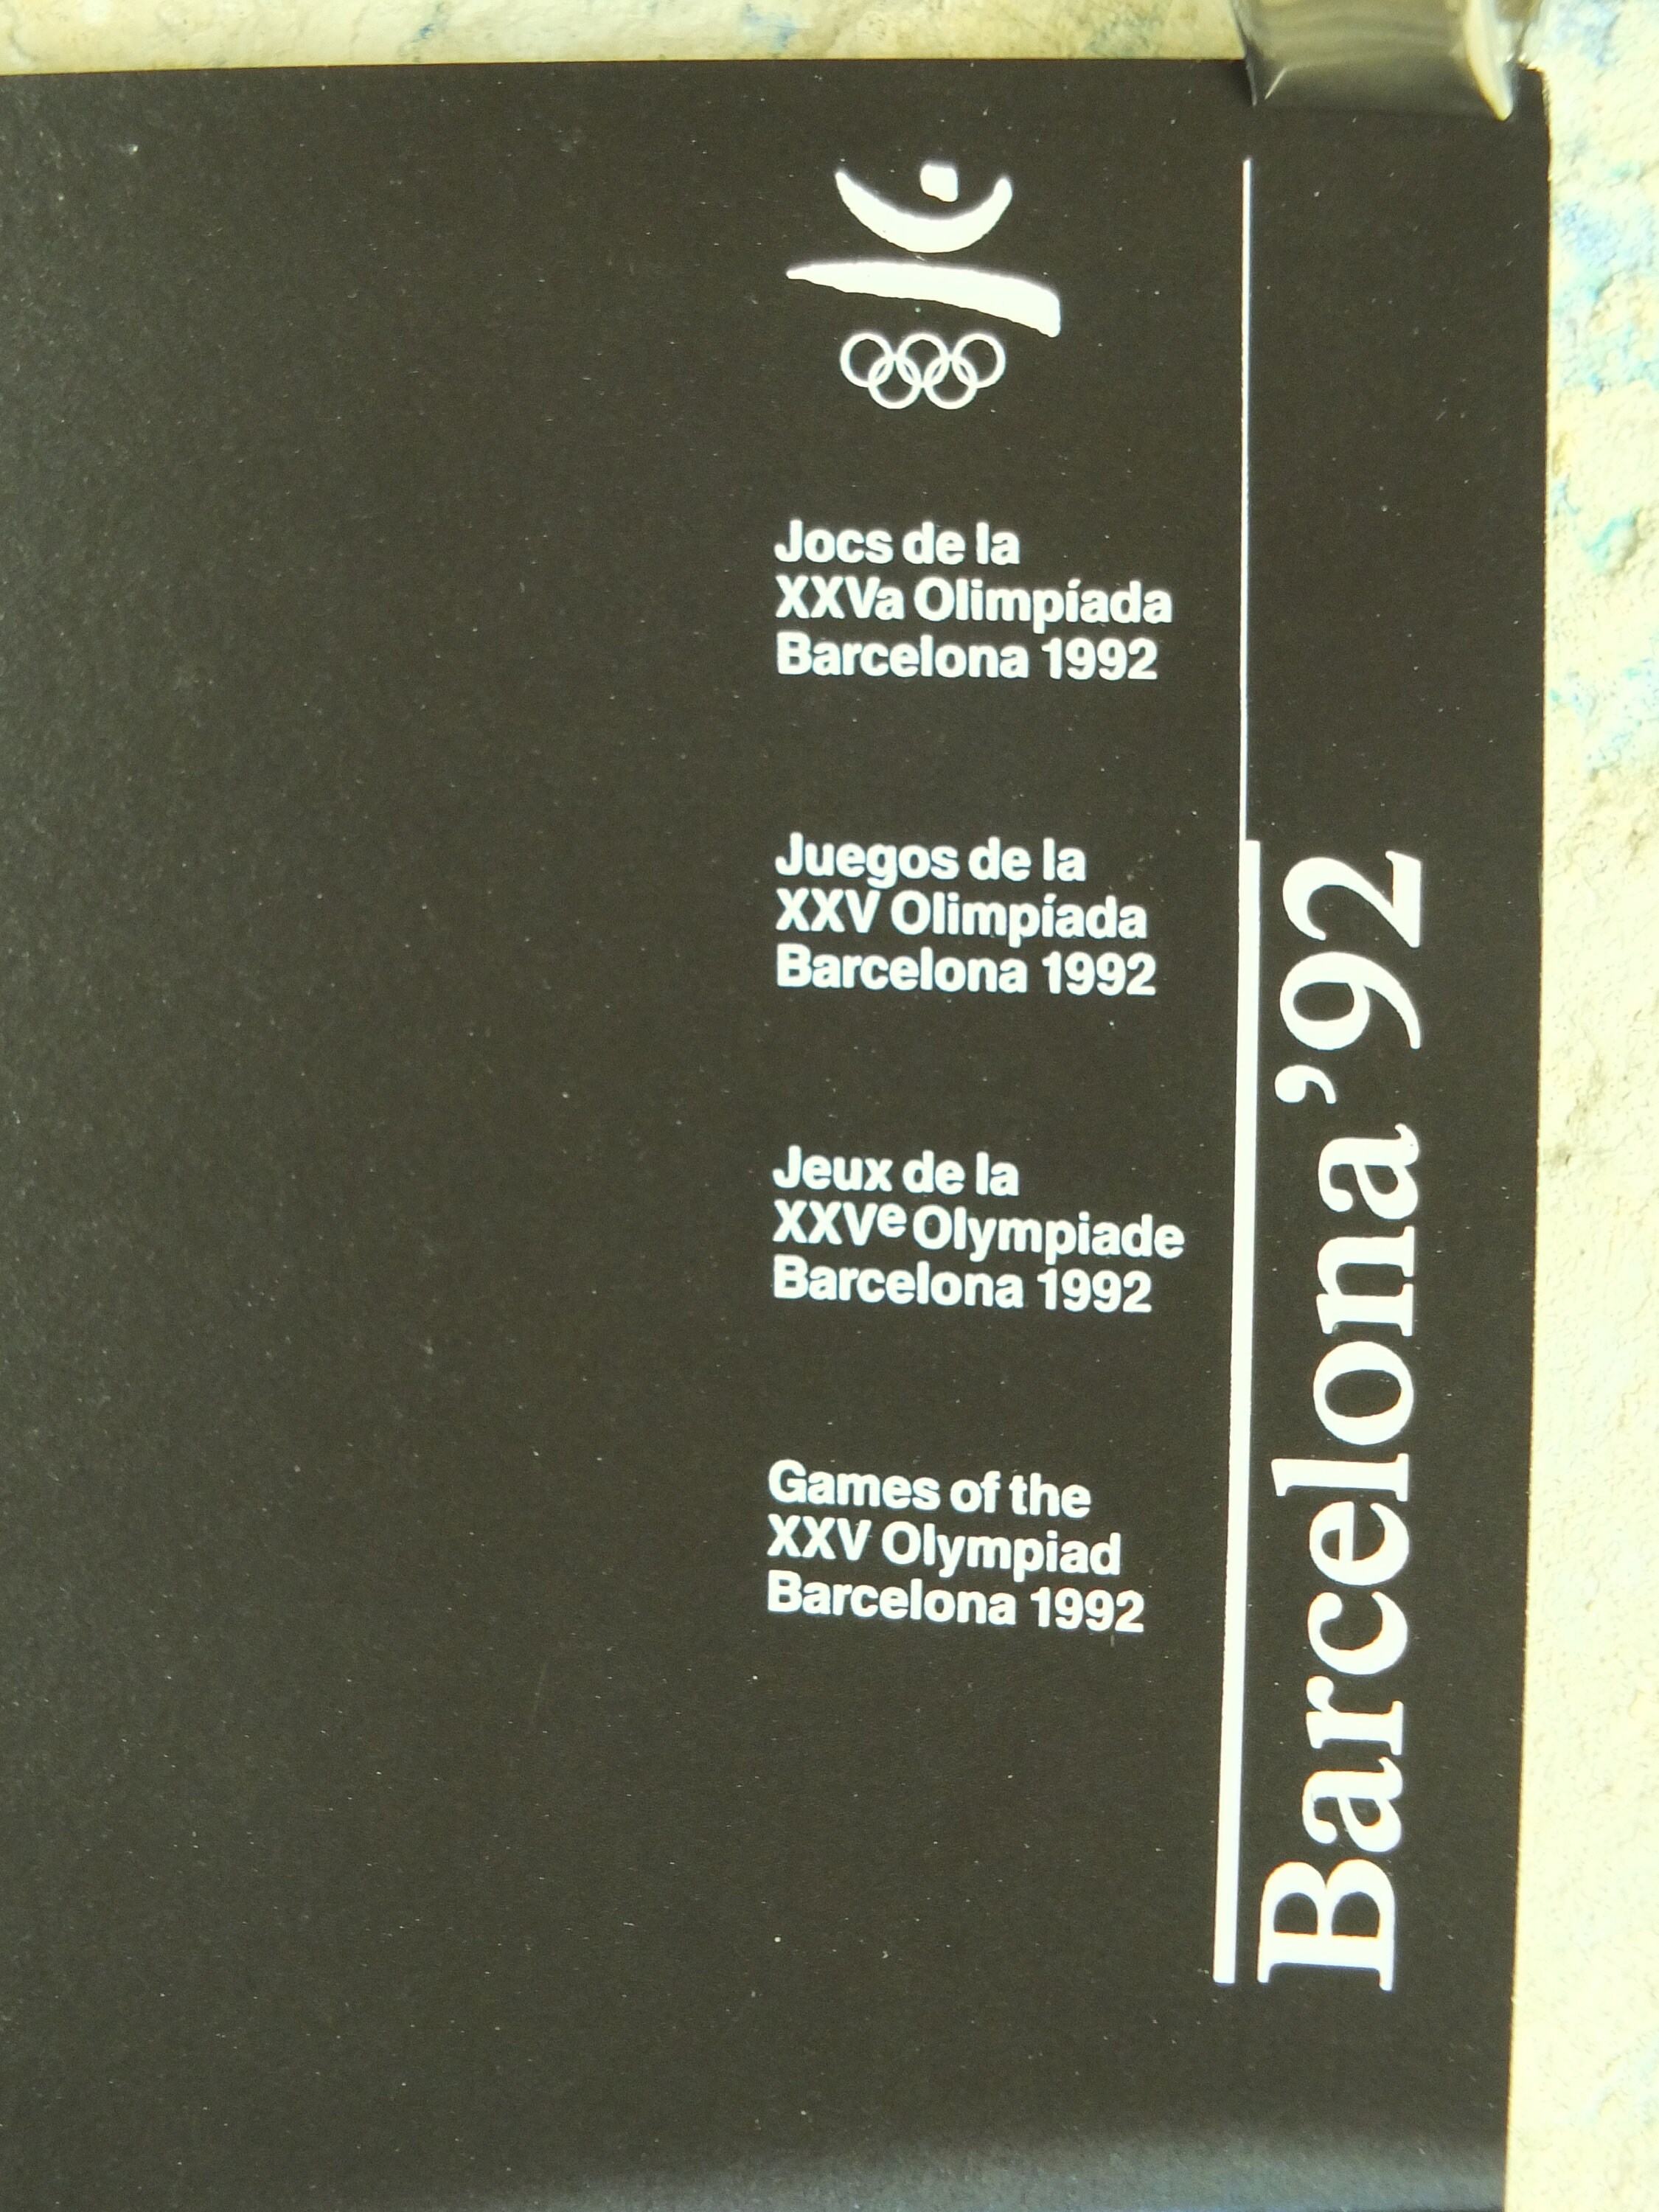 Jocs de la
XXVa Olimpíada
Barcelona 1992
Juegos de la
XXV Olimpíada
Barcelona 1992
Jeux de la
XXVe Olympiade
Barcelona 1992
Games of the
XXV Olympiad
Barcelona 1992
Barcelona '92